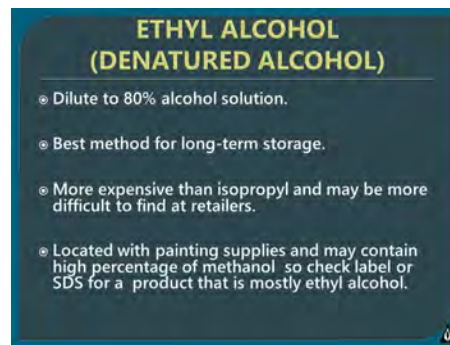 ETHYL ALCOHOL
(DENATURED ALCOHOL)
Dilute to 80% alcohol solution.
Best method for long-term storage.
More expensive than isopropyl and may be more
difficult to find at retailers.
Located with painting supplies and may contain
high percentage of methanol so check label or
SDS for a product that is mostly ethyl alcohol.